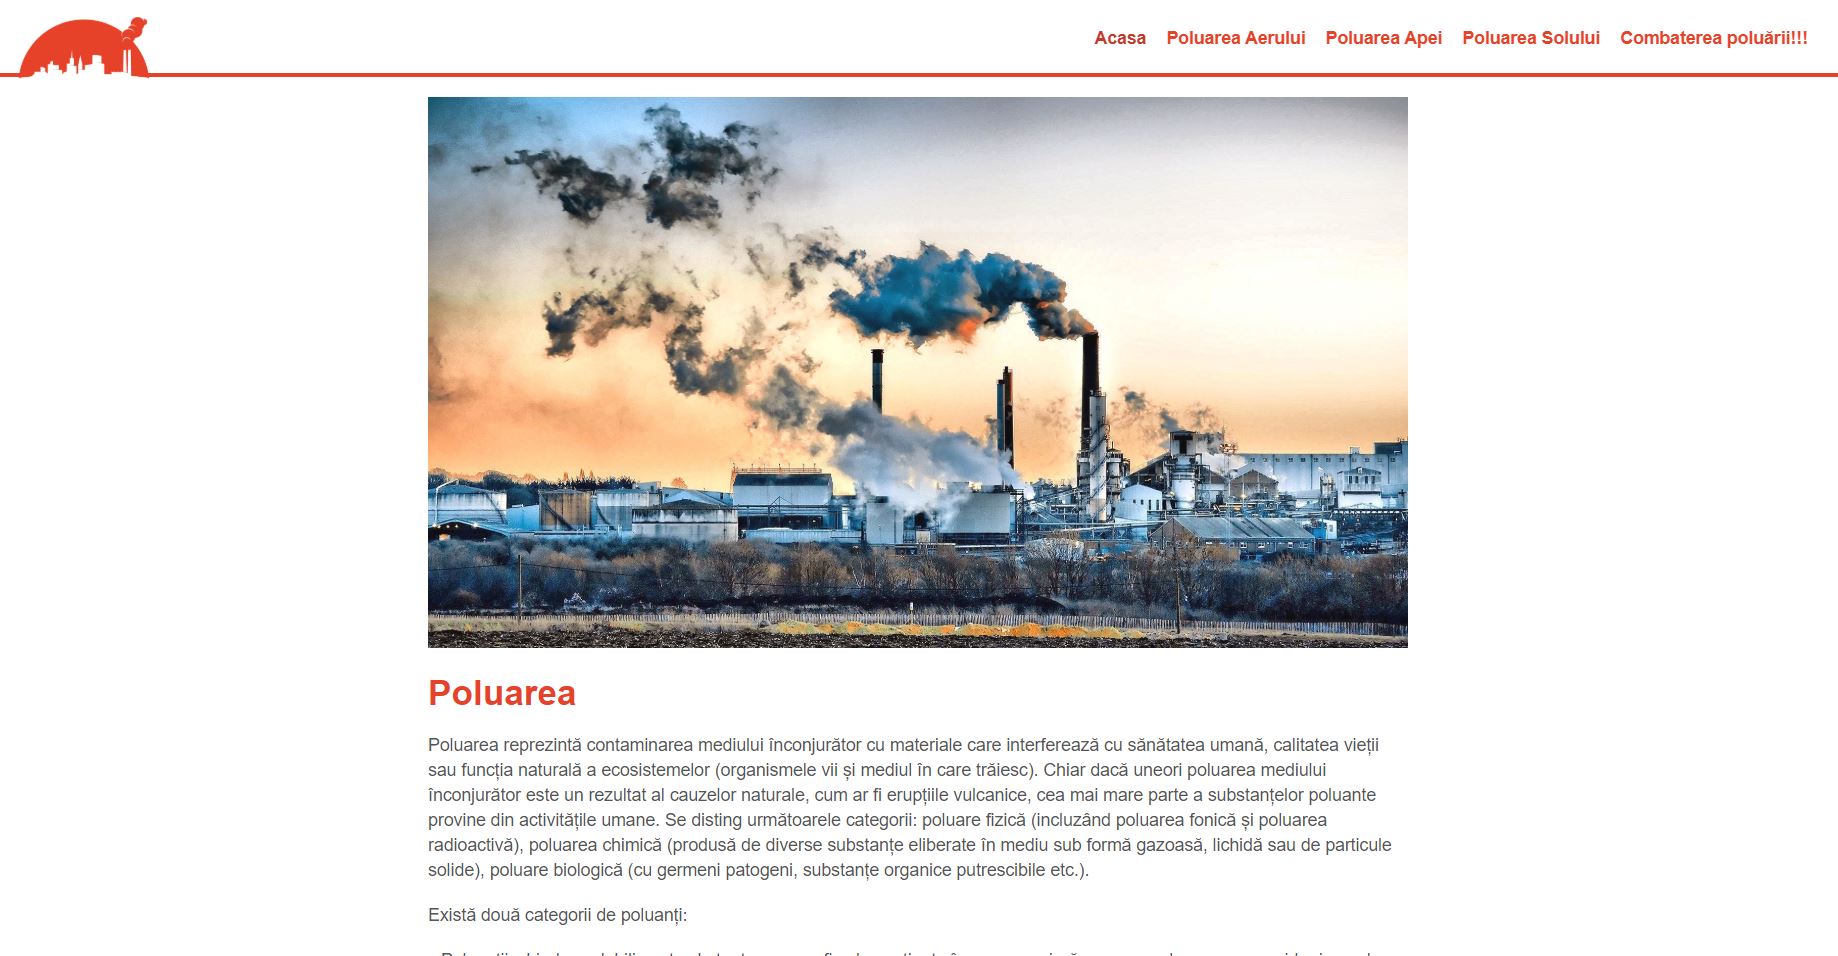 Acasa Poluarea Aerului Poluarea Apei Poluarea Solului Combaterea poluării!!!
Poluarea
Poluarea reprezintă contaminarea mediului înconjurător cu materiale care interferează cu sănătatea umană, calitatea vieții
sau funcția naturală a ecosistemelor (organismele vii și mediul în care trăiesc). Chiar dacă uneori poluarea mediului
înconjurător este un rezultat al cauzelor naturale, cum ar fi erupțiile vulcanice, cea mai mare parte a substanțelor poluante
provine din activitățile umane. Se disting următoarele categorii: poluare fizică (incluzând poluarea fonică și poluarea
radioactivă), poluarea chimică (produsă de diverse substanțe eliberate în mediu sub formă gazoasă, lichidă sau de particule
solide), poluare biologică (cu germeni patogeni, substanțe organice putrescibile etc.).
Există două categorii de poluanți: